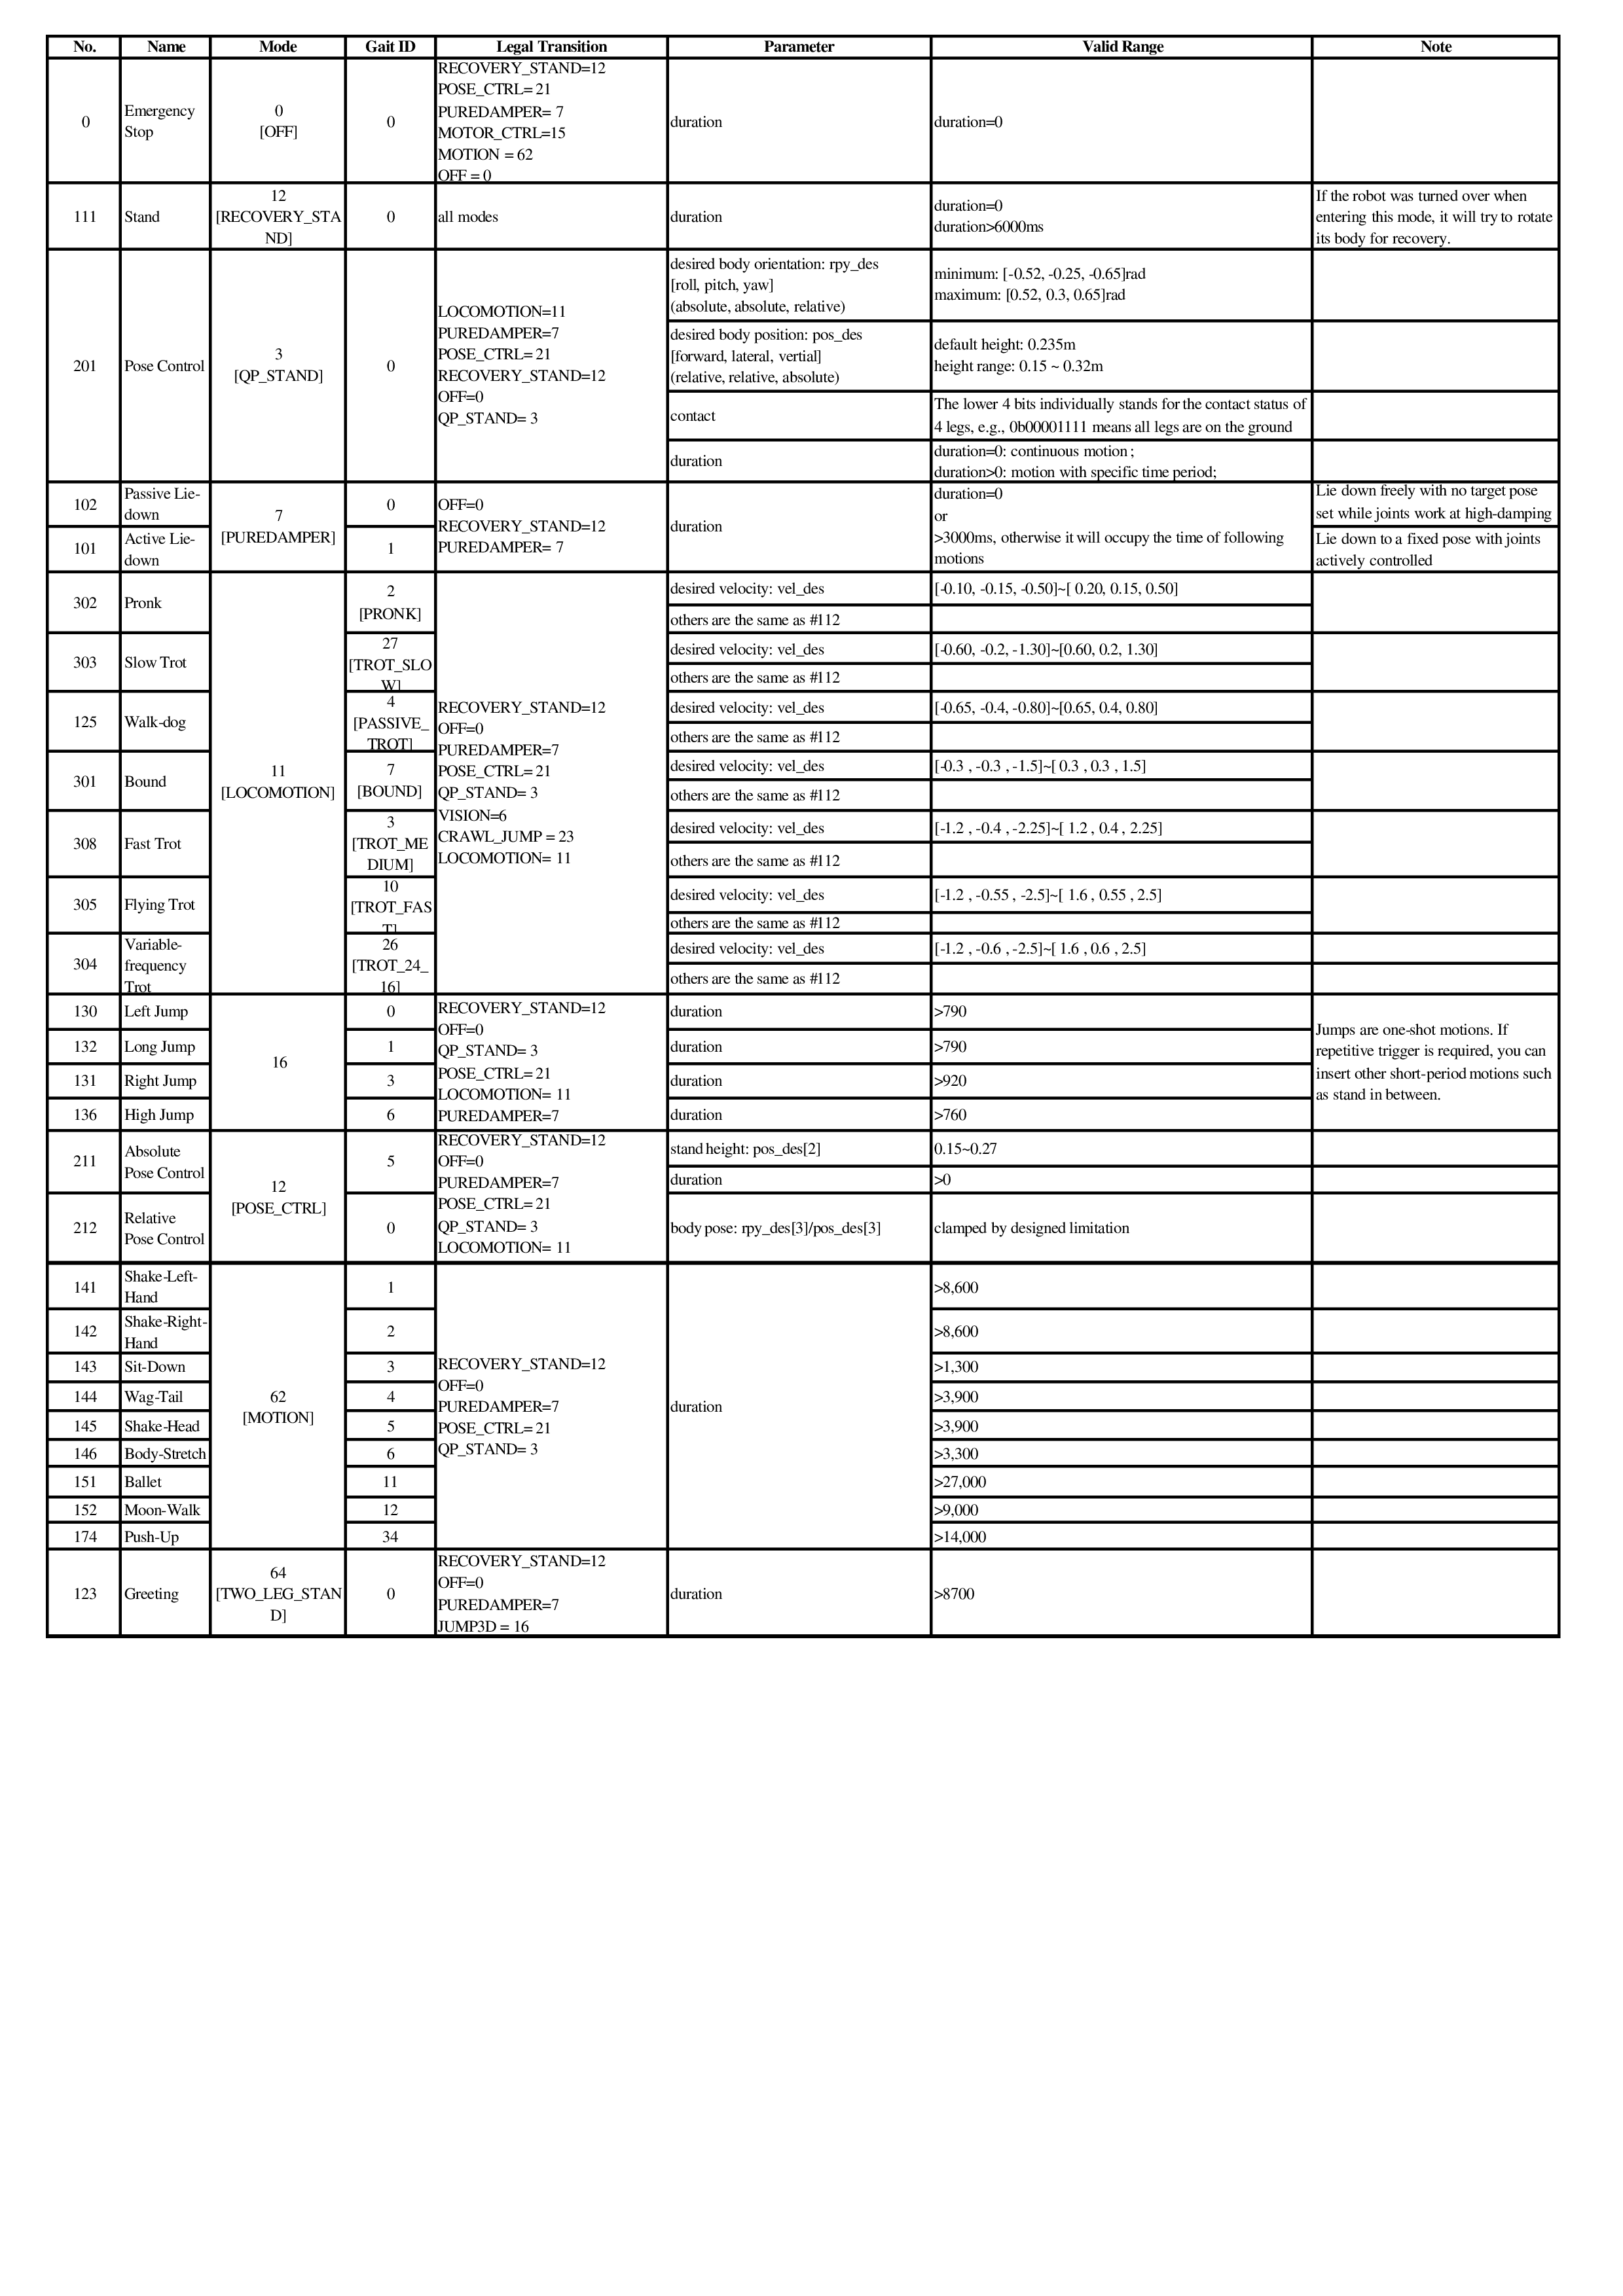 No. Name Mode Gait ID Legal Transition Parameter Valid Range Note
0
Emergency
Stop
0
[OFF]
0
RECOVERY_STAND=12
POSE_CTRL= 21
PUREDAMPER= 7
MOTOR_CTRL=15
MOTION = 62
OFF = 0
duration
duration=0
111
Stand
12
[RECOVERY_STA
ND]
0
all modes
duration
duration=0
duration>6000ms
If the robot was turned over when
entering this mode, it will try to rotate
its body for recovery.
201
Pose Control
3
[QP_STAND]
0
LOCOMOTION=11
PUREDAMPER=7
POSE_CTRL= 21
RECOVERY_STAND=12
OFF=0
QP_STAND= 3
desired body orientation: rpy_des
[roll, pitch, yaw]
(absolute, absolute, relative)
minimum: [-0.52, -0.25, -0.65]rad
maximum: [0.52, 0.3, 0.65]rad
desired body position: pos_des
[forward, lateral, vertial]
(relative, relative, absolute)
default height: 0.235m
height range: 0.15 ~ 0.32m
contact
The lower 4 bits individually stands for the contact status of
4 legs, e.g., 0b00001111 means all legs are on the ground
duration
duration=0: continuous motion ;
duration>0: motion with specific time period;
102
Passive Lie-
down
7
[PUREDAMPER]
0
OFF=0
RECOVERY_STAND=12
PUREDAMPER= 7
duration
duration=0
or
>3000ms, otherwise it will occupy the time of following
motions
Lie down freely with no target pose
set while joints work at high-damping
101
Active Lie-
down
1
Lie down to a fixed pose with joints
actively controlled
302
Pronk
11
[LOCOMOTION]
2
[PRONK]
RECOVERY_STAND=12
OFF=0
PUREDAMPER=7
POSE_CTRL= 21
QP_STAND= 3
VISION=6
CRAWL_JUMP = 23
LOCOMOTION= 11
desired velocity: vel_des
[-0.10, -0.15, -0.50]~[ 0.20, 0.15, 0.50]
others are the same as #112
303
Slow Trot
27
[TROT_SLO
W]
desired velocity: vel_des
[-0.60, -0.2, -1.30]~[0.60, 0.2, 1.30]
others are the same as #112
125
Walk-dog
4
[PASSIVE_
TROT]
desired velocity: vel_des
[-0.65, -0.4, -0.80]~[0.65, 0.4, 0.80]
others are the same as #112
301
Bound
7
[BOUND]
desired velocity: vel_des
[-0.3 , -0.3 , -1.5]~[ 0.3 , 0.3 , 1.5]
others are the same as #112
308
Fast Trot
3
[TROT_ME
DIUM]
desired velocity: vel_des
[-1.2 , -0.4 , -2.25]~[ 1.2 , 0.4 , 2.25]
others are the same as #112
305
Flying Trot
10
[TROT_FAS
T]
desired velocity: vel_des
[-1.2 , -0.55 , -2.5]~[ 1.6 , 0.55 , 2.5]
others are the same as #112
304
Variable-
frequency
Trot
26
[TROT_24_
16]
desired velocity: vel_des
[-1.2 , -0.6 , -2.5]~[ 1.6 , 0.6 , 2.5]
others are the same as #112
130
Left Jump
16
0
RECOVERY_STAND=12
OFF=0
QP_STAND= 3
POSE_CTRL= 21
LOCOMOTION= 11
PUREDAMPER=7
duration
>790
Jumps are one-shot motions. If
repetitive trigger is required, you can
insert other short-period motions such
as stand in between.
132
Long Jump
1
duration
>790
131
Right Jump
3
duration
>920
136
High Jump
6
duration
>760
211
Absolute
Pose Control
12
[POSE_CTRL]
5
RECOVERY_STAND=12
OFF=0
PUREDAMPER=7
POSE_CTRL= 21
QP_STAND= 3
LOCOMOTION= 11
stand height: pos_des[2]
0.15~0.27
duration
>0
212
Relative
Pose Control
0
body pose: rpy_des[3]/pos_des[3]
clamped by designed limitation
141
Shake-Left-
Hand
62
[MOTION]
1
RECOVERY_STAND=12
OFF=0
PUREDAMPER=7
POSE_CTRL= 21
QP_STAND= 3
duration
>8,600
142
Shake-Right-
Hand
2
>8,600
143
Sit-Down
3
>1,300
144
Wag-Tail
4
>3,900
145
Shake-Head
5
>3,900
146
Body-Stretch
6
>3,300
151
Ballet
11
>27,000
152
Moon-Walk
12
>9,000
174
Push-Up
34
>14,000
123
Greeting
64
[TWO_LEG_STAN
D]
0
RECOVERY_STAND=12
OFF=0
PUREDAMPER=7
JUMP3D = 16
duration
>8700